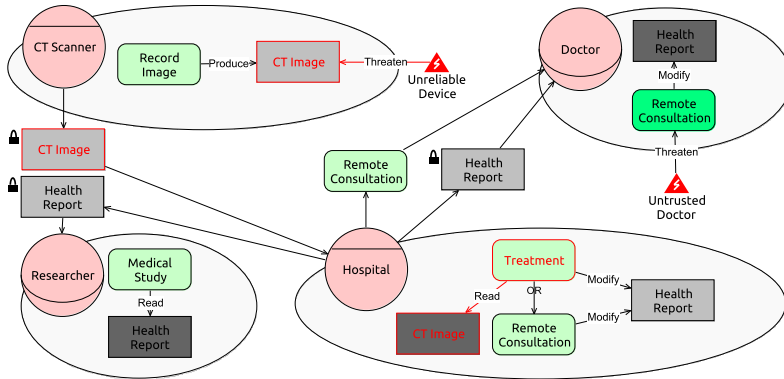 CT Scanner
Record
Image
Produce
CT Image
Threaten
Unreliable
Device
Doctor
Health
Report
Modify
Remote
Consultation
Threaten
Untrusted
Doctor
CT Image
Health
Report
Remote
Consultation
Health
Report
Researcher
Medical
Study
Read
Health
Report
Hospital
Treatment
Read
OR
Modify
Modify
CT Image
Remote
Consultation
Health
Report